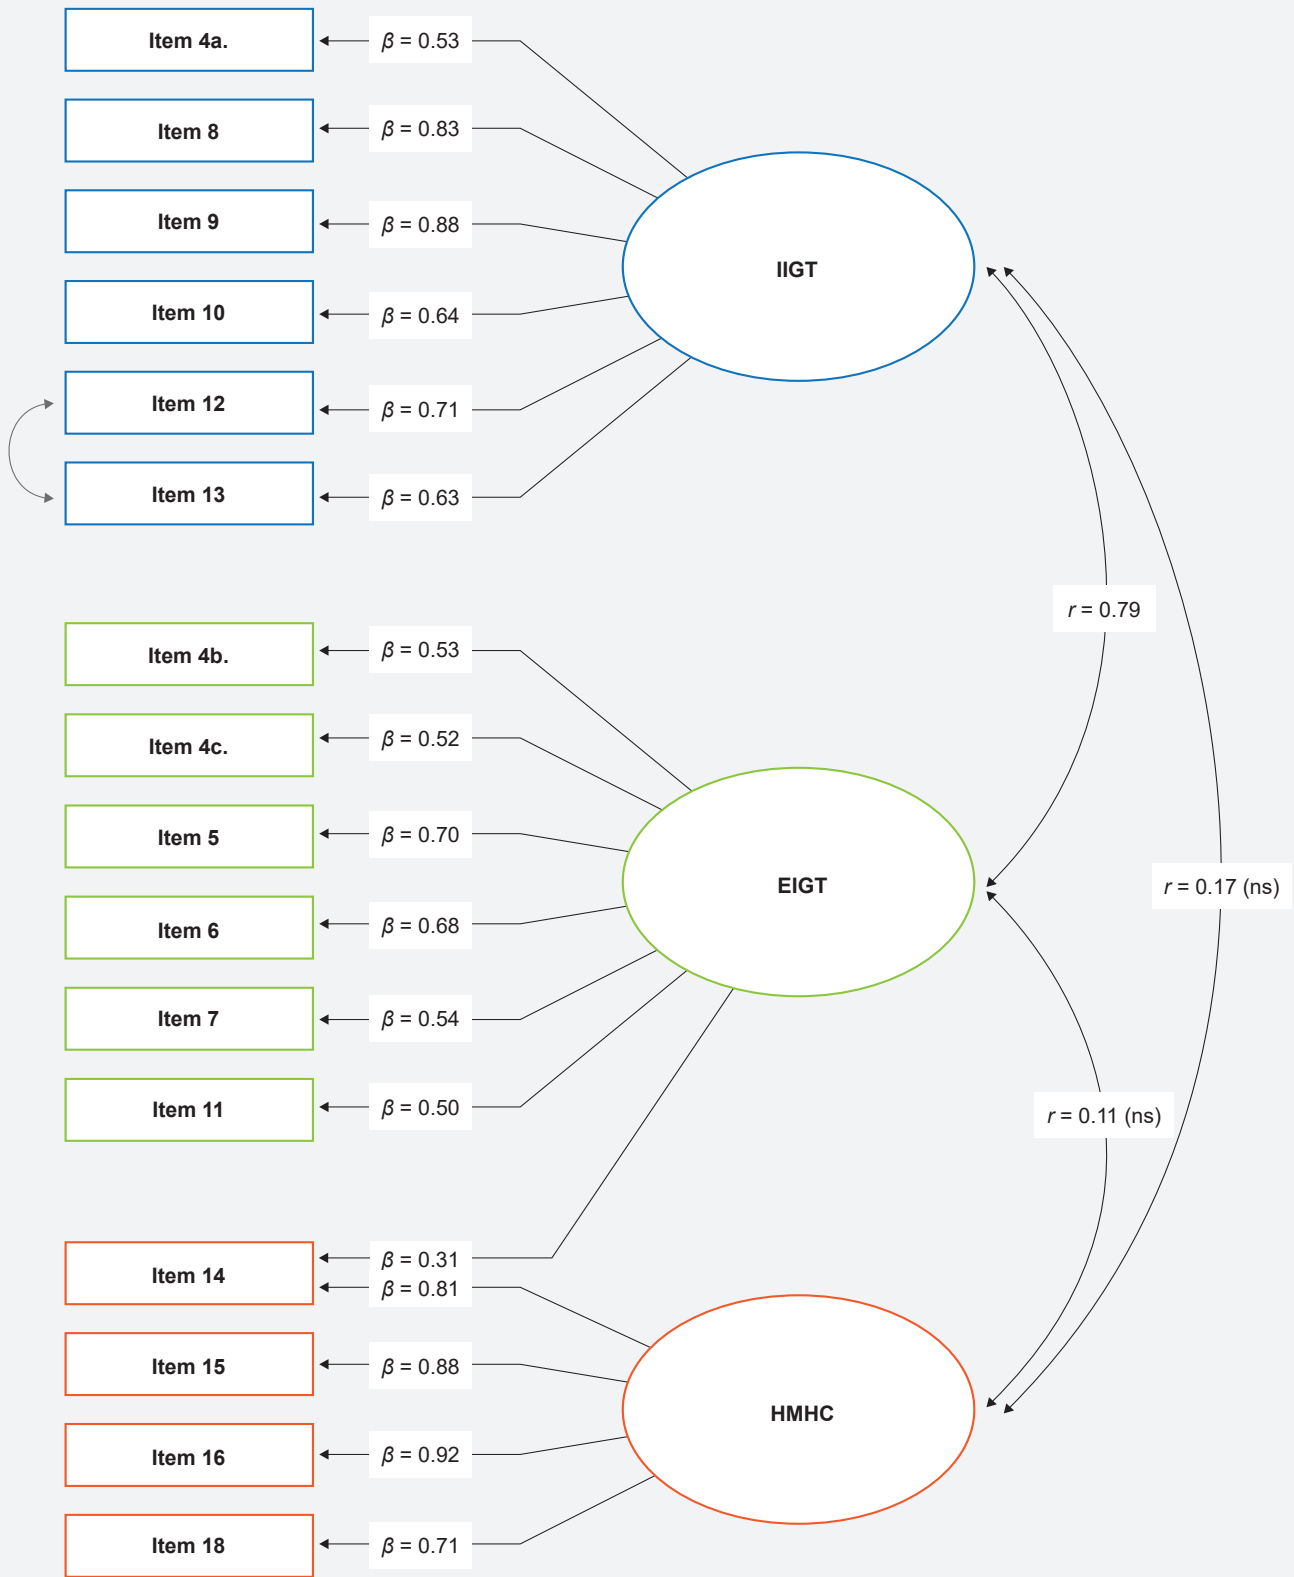 Item 4a.
β = 0.53
Item 8
β = 0.83
Item 9
β = 0.88
IIGT
Item 10
β = 0.64
Item 12
β = 0.71
Item 13
β = 0.63
r = 0.79
Item 4b.
β = 0.53
Item 4c.
β = 0.52
Item 5
β = 0.70
EIGT
r = 0.17 (ns)
Item 6
β = 0.68
Item 7
β = 0.54
Item 11
β = 0.50
r = 0.11 (ns)
Item 14
β = 0.31
β = 0.81
Item 15
β = 0.88
HMHC
Item 16
β = 0.92
Item 18
β = 0.71